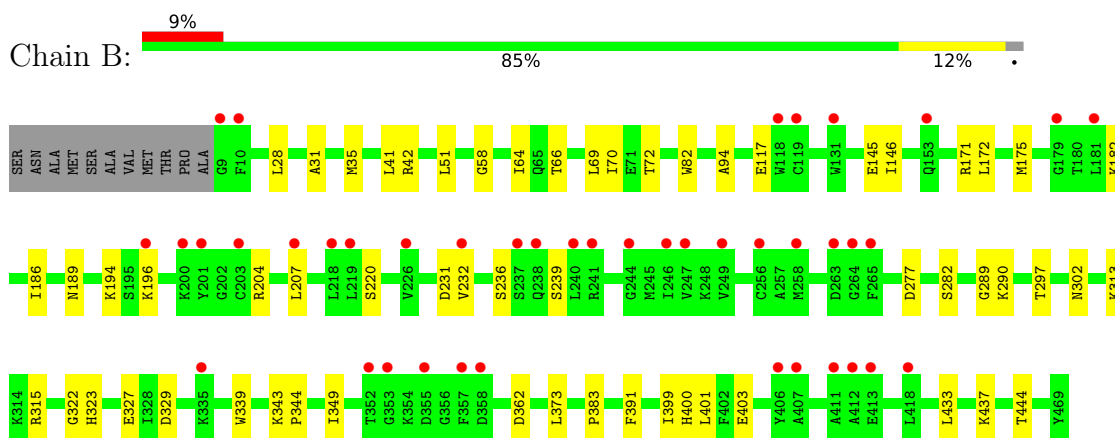 9%
Chain B:
85% 12% •
SER ASN ALA MET SER ALA VAL MET THR PRO ALA G9 F10 L28 A31 M35 L41 R42 L51 G58 I64 Q65 T66 L69 I70 E71 T72 W82 A94 E117 W118 C119 W131 E145 I146 Q153 R171 L172 M175 G179 T180 L181 K182
I186 N189 K194 S195 K196 K200 Y201 G202 C203 R204 L207 L218 L219 S220 V226 D231 V232 S236 S237 Q238 S239 L240 R241 G244 M245 I246 V247 K248 V249 C256 A257 M258 D263 G264 F265 D277 S282 G289 K290 T297 N302 K313
K314 R315 G322 H323 E327 I328 D329 K335 W339 K343 P344 I349 T352 G353 K354 D355 G356 F357 D358 D362 L373 P383 F391 I399 H400 L401 F402 E403 Y406 A407 A411 A412 E413 L418 L433 K437 T444 Y469